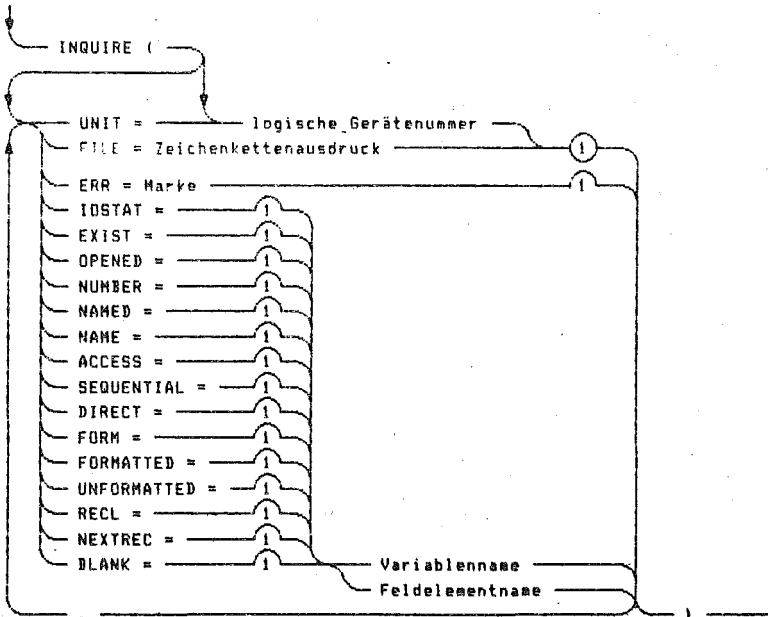 INQUIRE (
UNIT = logische Gerätenummer
FILE = Zeichenkettenausdruck 1
ERR = Marke 1
IOSTAT = 1
EXIST = 1
OPENED = 1
NUMBER = 1
NAMED = 1
NAME = 1
ACCESS = 1
SEQUENTIAL = 1
DIRECT = 1
FORM = 1
FORMATTED = 1
UNFORMATTED = 1
RECL = 1
NEXTREC = 1
BLANK = 1 Variablenname
Feldelementname
)